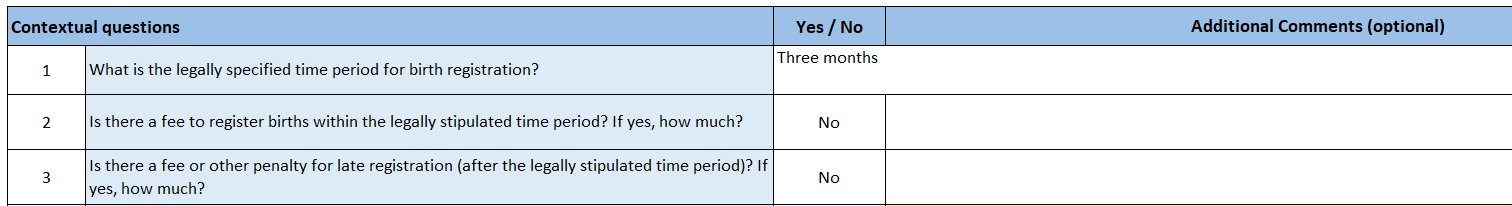 Contextual questions Yes / No Additional Comments (optional)
1 What is the legally specified time period for birth registration? Three months
2 Is there a fee to register births within the legally stipulated time period? If yes, how much? No
3 Is there a fee or other penalty for late registration (after the legally stipulated time period)? If
yes, how much? No